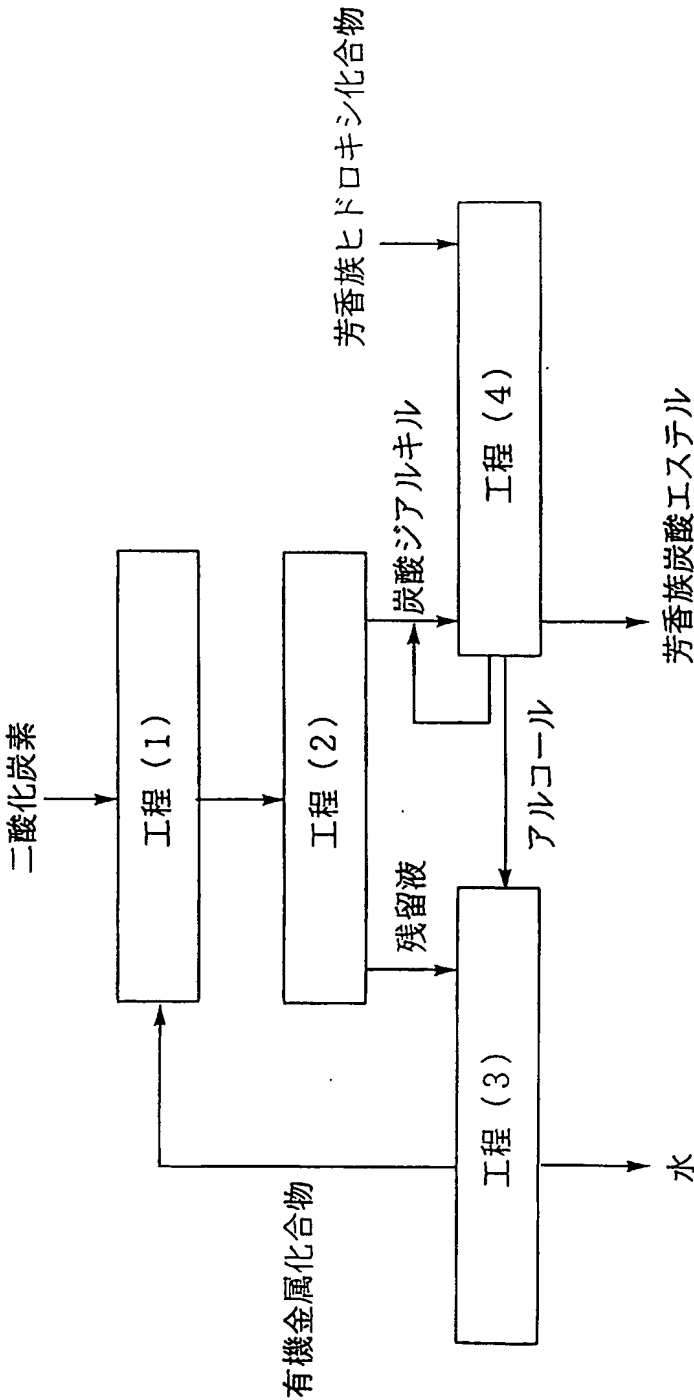 二酸化炭素
工程（1）
工程（2）
有機金属化合物
残留液
炭酸ジアルキル
芳香族ヒドロキシ化合物
工程（3）
アルコール
工程（4）
水
芳香族炭酸エステル